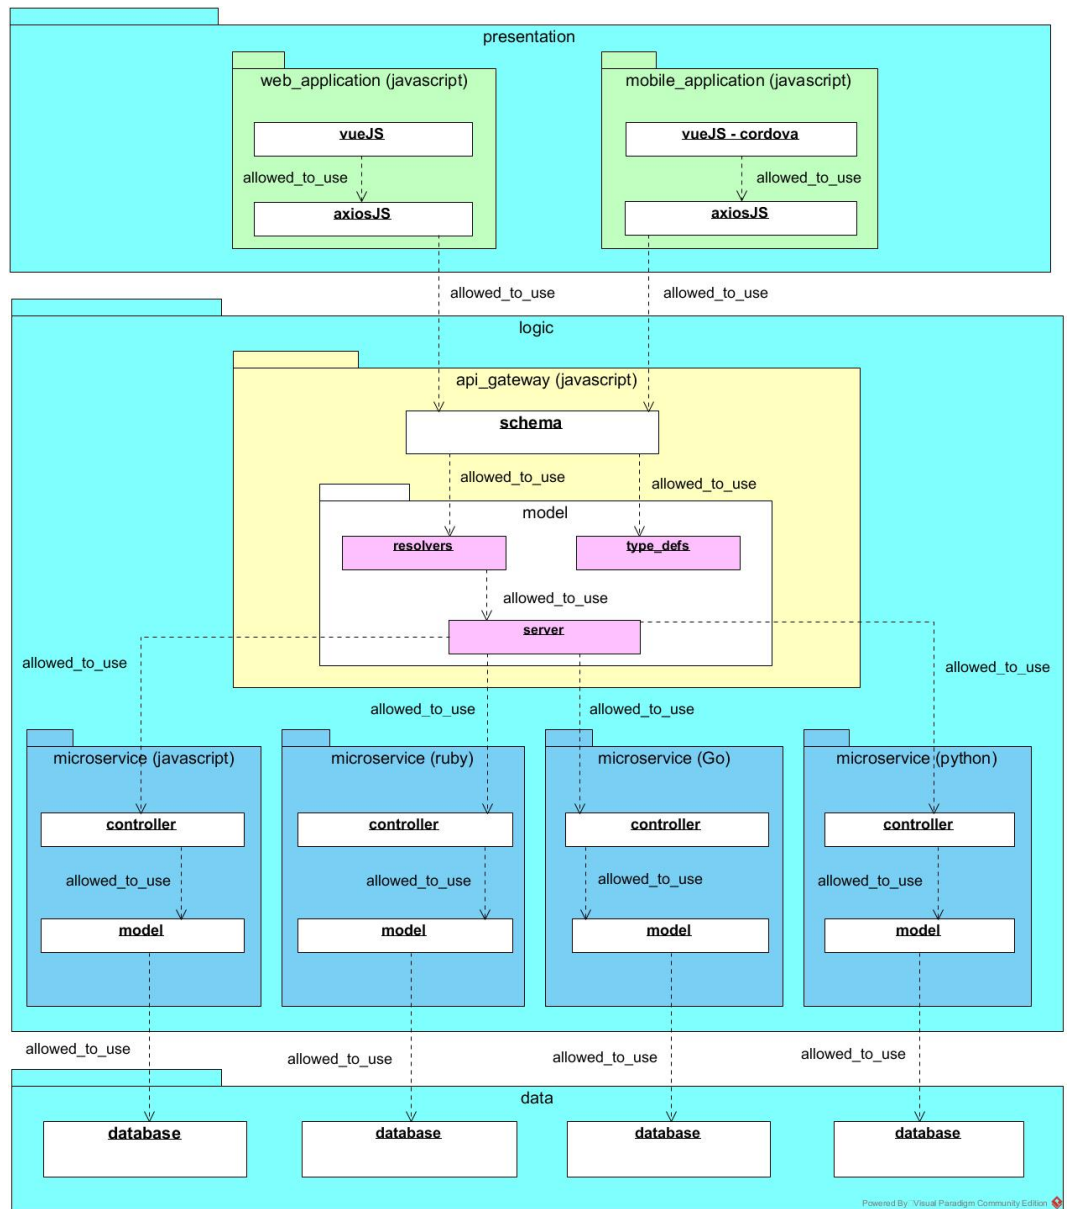 presentation
web_application (javascript)
mobile_application (javascript)
vueJS
vueJS - cordova
allowed_to_use
allowed_to_use
axiosJS
axiosJS
allowed_to_use
allowed_to_use
logic
api_gateway (javascript)
schema
allowed_to_use
allowed_to_use
model
resolvers
type_defs
allowed_to_use
server
allowed_to_use
allowed_to_use
allowed_to_use
allowed_to_use
microservice (javascript)
microservice (ruby)
microservice (Go)
microservice (python)
controller
controller
controller
controller
allowed_to_use
allowed_to_use
allowed_to_use
allowed_to_use
model
model
model
model
allowed_to_use
allowed_to_use
allowed_to_use
allowed_to_use
data
database
database
database
database
Powered By Visual Paradigm Community Edition